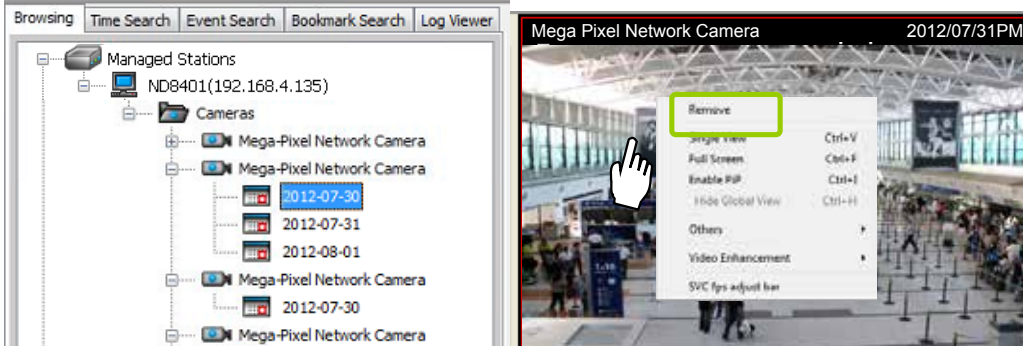 Browsing Time Search Event Search Bookmark Search Log Viewer
Managed Stations
ND8401(192.168.4.135)
Cameras
Mega-Pixel Network Camera
Mega-Pixel Network Camera
2012-07-30
2012-07-31
2012-08-01
Mega-Pixel Network Camera
2012-07-30
Mega-Pixel Network Camera
Mega Pixel Network Camera 2012/07/31PM
Remove
Single View Ctrl+V
Full Screen Ctrl+F
Enable PiP Ctrl+I
Hide Global View Ctrl+H
Others
Video Enhancement
SVC fps adjust bar
1-10